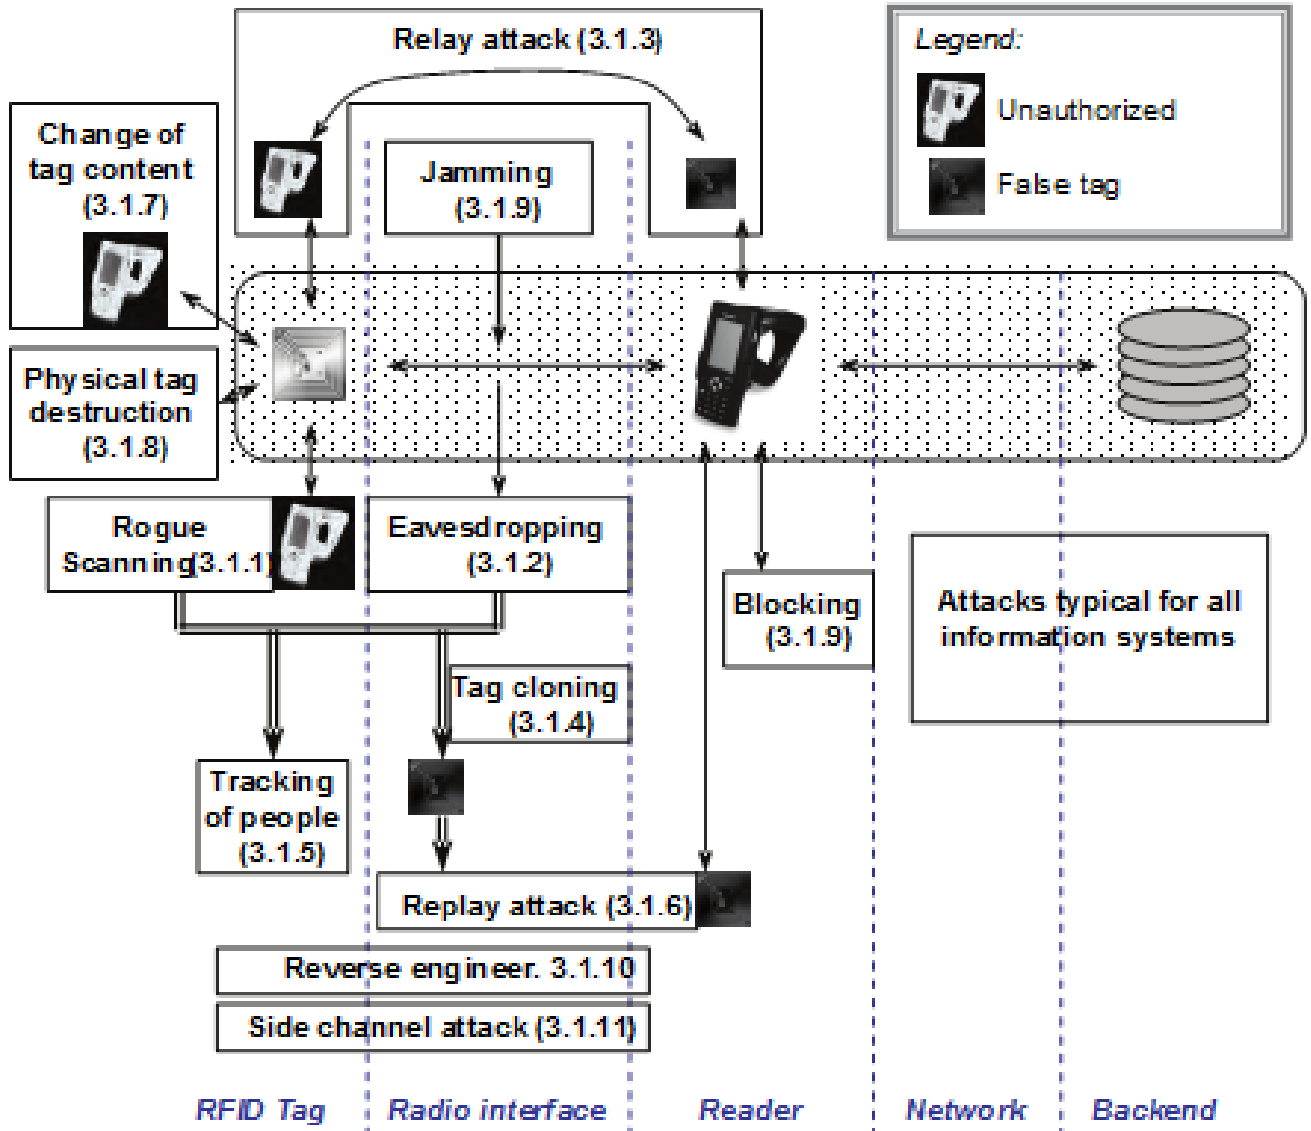 Relay attack (3.1.3)
Legend:
Unauthorized
False tag
Change of
tag content
(3.1.7)
Jamming
(3.1.9)
Physical tag
destruction
(3.1.8)
Rogue
Scanning(3.1.1)
Eavesdropping
(3.1.2)
Blocking
(3.1.9)
Attacks typical for all
information systems
Tag cloning
(3.1.4)
Tracking
of people
(3.1.5)
Replay attack (3.1.6)
Reverse engineer. 3.1.10
Side channel attack (3.1.11)
RFID Tag
Radio interface
Reader
Network
Backend